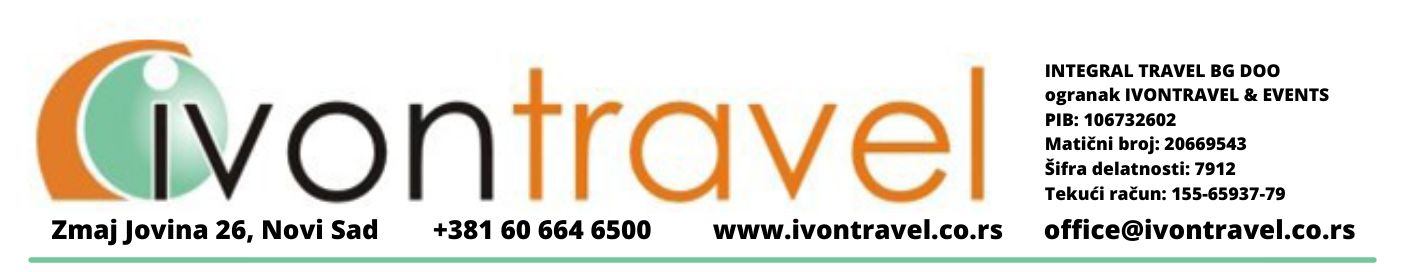 ivontravel
INTEGRAL TRAVEL BG DOO
ogranak IVONTRAVEL & EVENTS
PIB: 106732602
Matični broj: 20669543
Šifra delatnosti: 7912
Tekući račun: 155-65937-79
Zmaj Jovina 26, Novi Sad +381 60 664 6500 www.ivontravel.co.rs office@ivontravel.co.rs